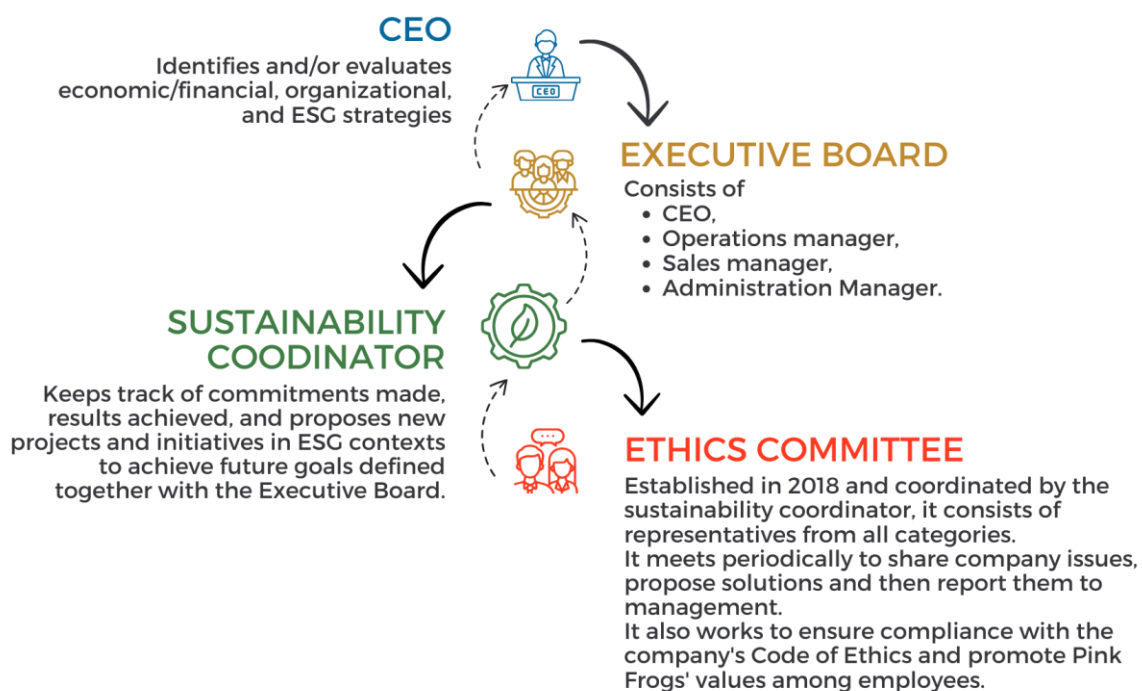 CEO
Identifies and/or evaluates
economic/financial, organizational,
and ESG strategies
CEO
EXECUTIVE BOARD
Consists of
• CEO,
• Operations manager,
• Sales manager,
• Administration Manager.
SUSTAINABILITY
COODINATOR
Keeps track of commitments made,
results achieved, and proposes new
projects and initiatives in ESG contexts
to achieve future goals defined
together with the Executive Board.
ETHICS COMMITTEE
Established in 2018 and coordinated by the
sustainability coordinator, it consists of
representatives from all categories.
It meets periodically to share company issues,
propose solutions and then report them to
management.
It also works to ensure compliance with the
company's Code of Ethics and promote Pink
Frogs' values among employees.